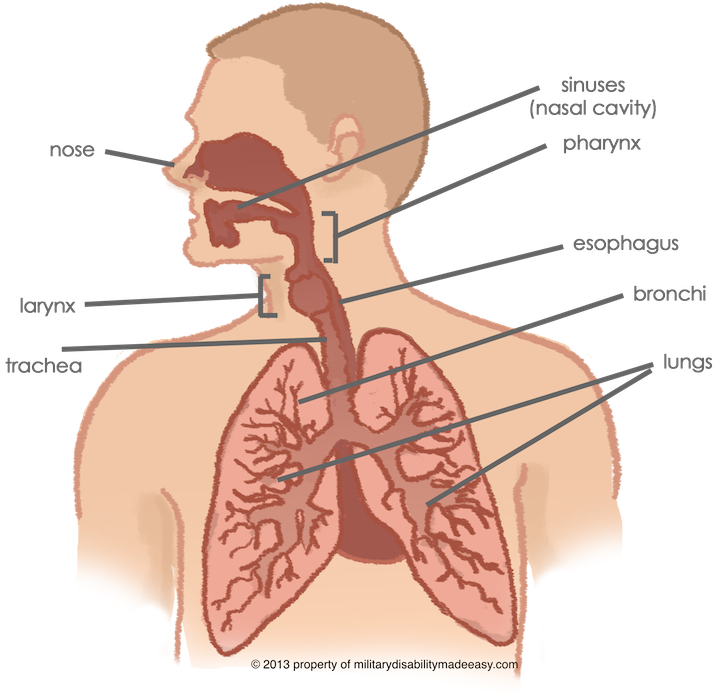 sinuses
(nasal cavity)
nose
pharynx
esophagus
bronchi
larynx
trachea
lungs
© 2013 property of militarydisabilitymadeeasy.com